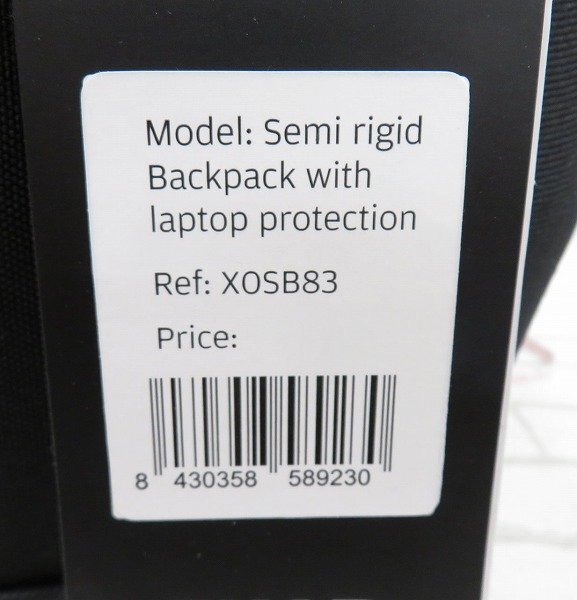 Model: Semi rigid
Backpack with
laptop protection
Ref: XOSB83
Price:
8 430358 589230